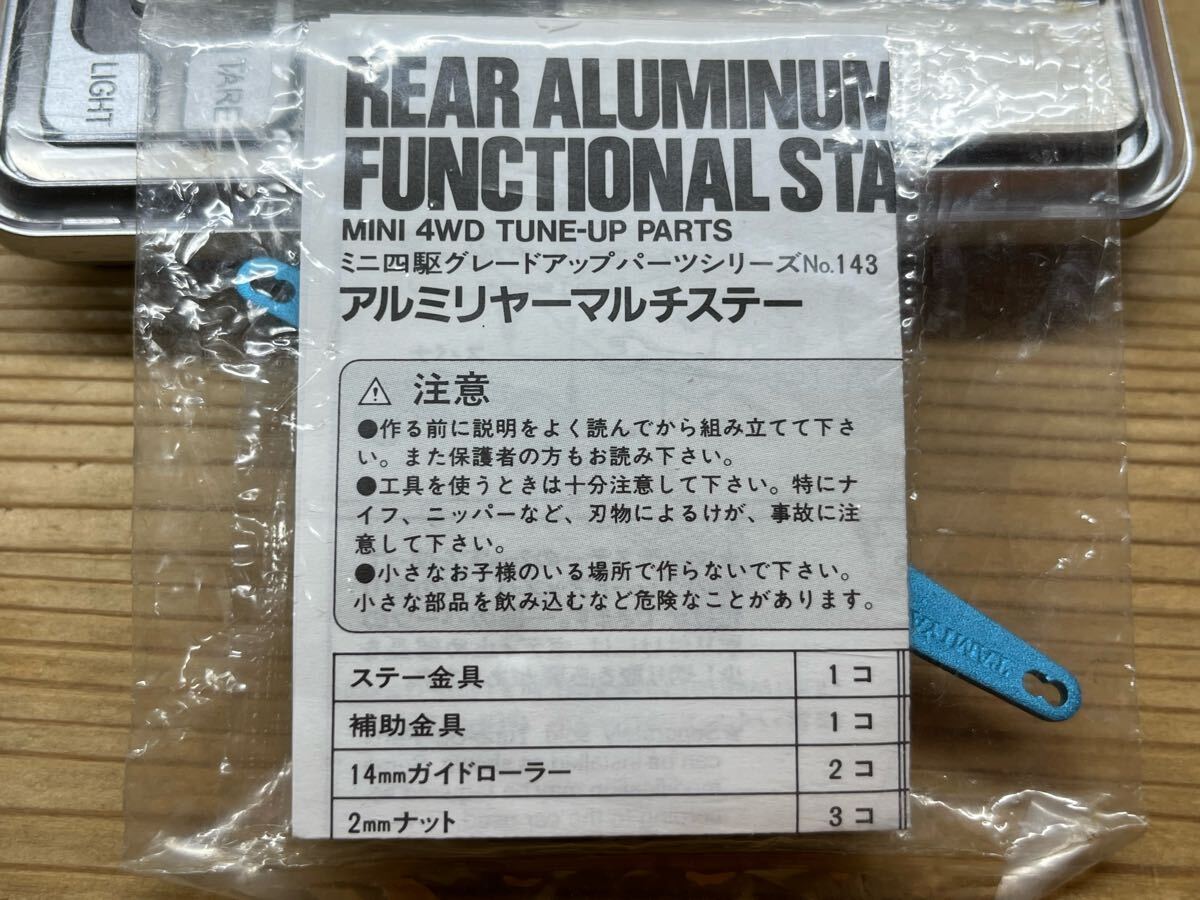 LIGHT
TARE
REAR ALUMINUM
FUNCTIONAL STA
MINI 4WD TUNE-UP PARTS
ミニ四駆グレードアップパーツシリーズNo.143
アルミリヤーマルチステー
注意
●作る前に説明をよく読んでから組み立てて下さ
い。また保護者の方もお読み下さい。
●工具を使うときは十分注意して下さい。特にナ
イフ、ニッパーなど、刃物によるけが、事故に注
意して下さい。
●小さなお子様のいる場所で作らないで下さい。
小さな部品を飲み込むなど危険なことがあります。
ステー金具 1コ
補助金具 1コ
14mmガイドローラー 2コ
2mmナット 3コ
TAMIYA